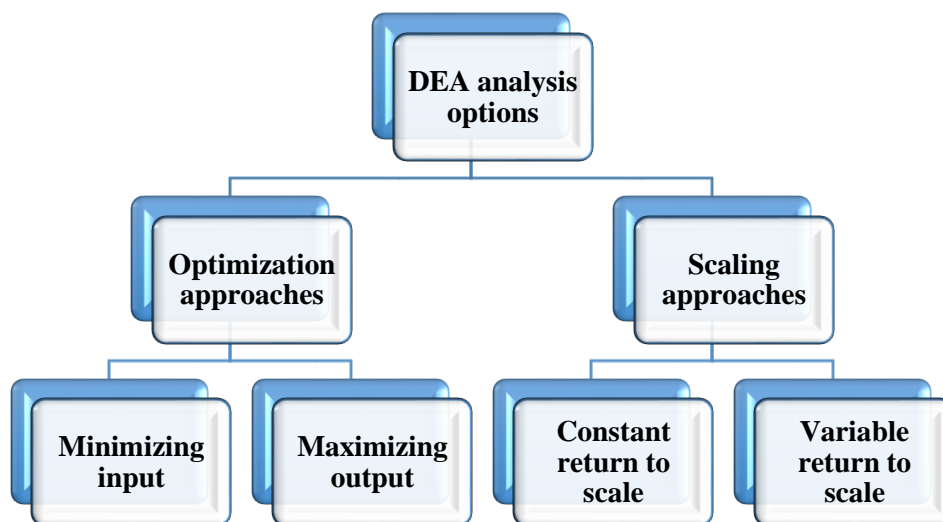 DEA analysis
options
Optimization
approaches
Scaling
approaches
Minimizing
input
Maximizing
output
Constant
return to
scale
Variable
return to
scale